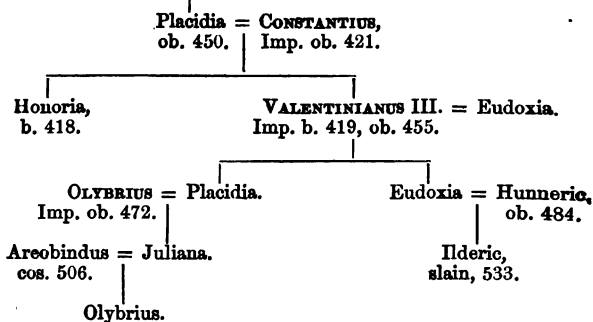 Placidia = CONSTANTIUS,
ob. 450. Imp. ob. 421.
Honoria, VALENTINIANUS III. = Eudoxia.
b. 418. Imp. b. 419, ob. 455.
OLYBRIUS = Placidia. Eudoxia = Hunneric,
Imp. ob. 472. ob. 484.
Areobindus = Juliana. Ilderic,
cos. 506. slain, 533.
Olybrius.